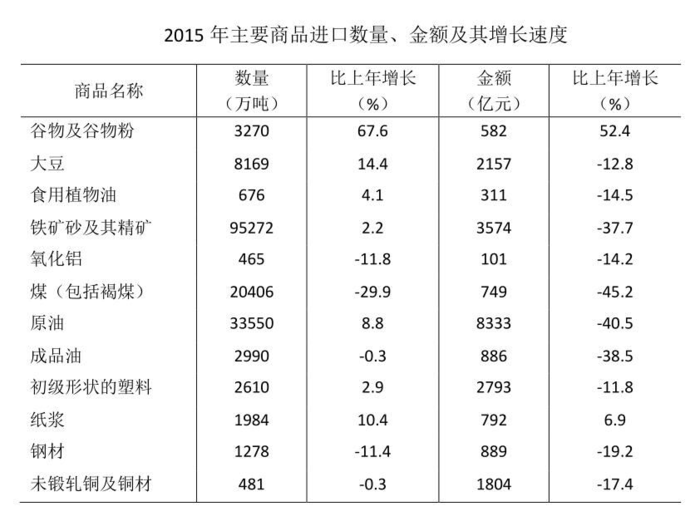 2015 年主要商品进口数量、金额及其增长速度
商品名称 数量（万吨） 比上年增长（%） 金额（亿元） 比上年增长（%）
谷物及谷物粉 3270 67.6 582 52.4
大豆 8169 14.4 2157 -12.8
食用植物油 676 4.1 311 -14.5
铁矿砂及其精矿 95272 2.2 3574 -37.7
氧化铝 465 -11.8 101 -14.2
煤（包括褐煤） 20406 -29.9 749 -45.2
原油 33550 8.8 8333 -40.5
成品油 2990 -0.3 886 -38.5
初级形状的塑料 2610 2.9 2793 -11.8
纸浆 1984 10.4 792 6.9
钢材 1278 -11.4 889 -19.2
未锻轧铜及铜材 481 -0.3 1804 -17.4